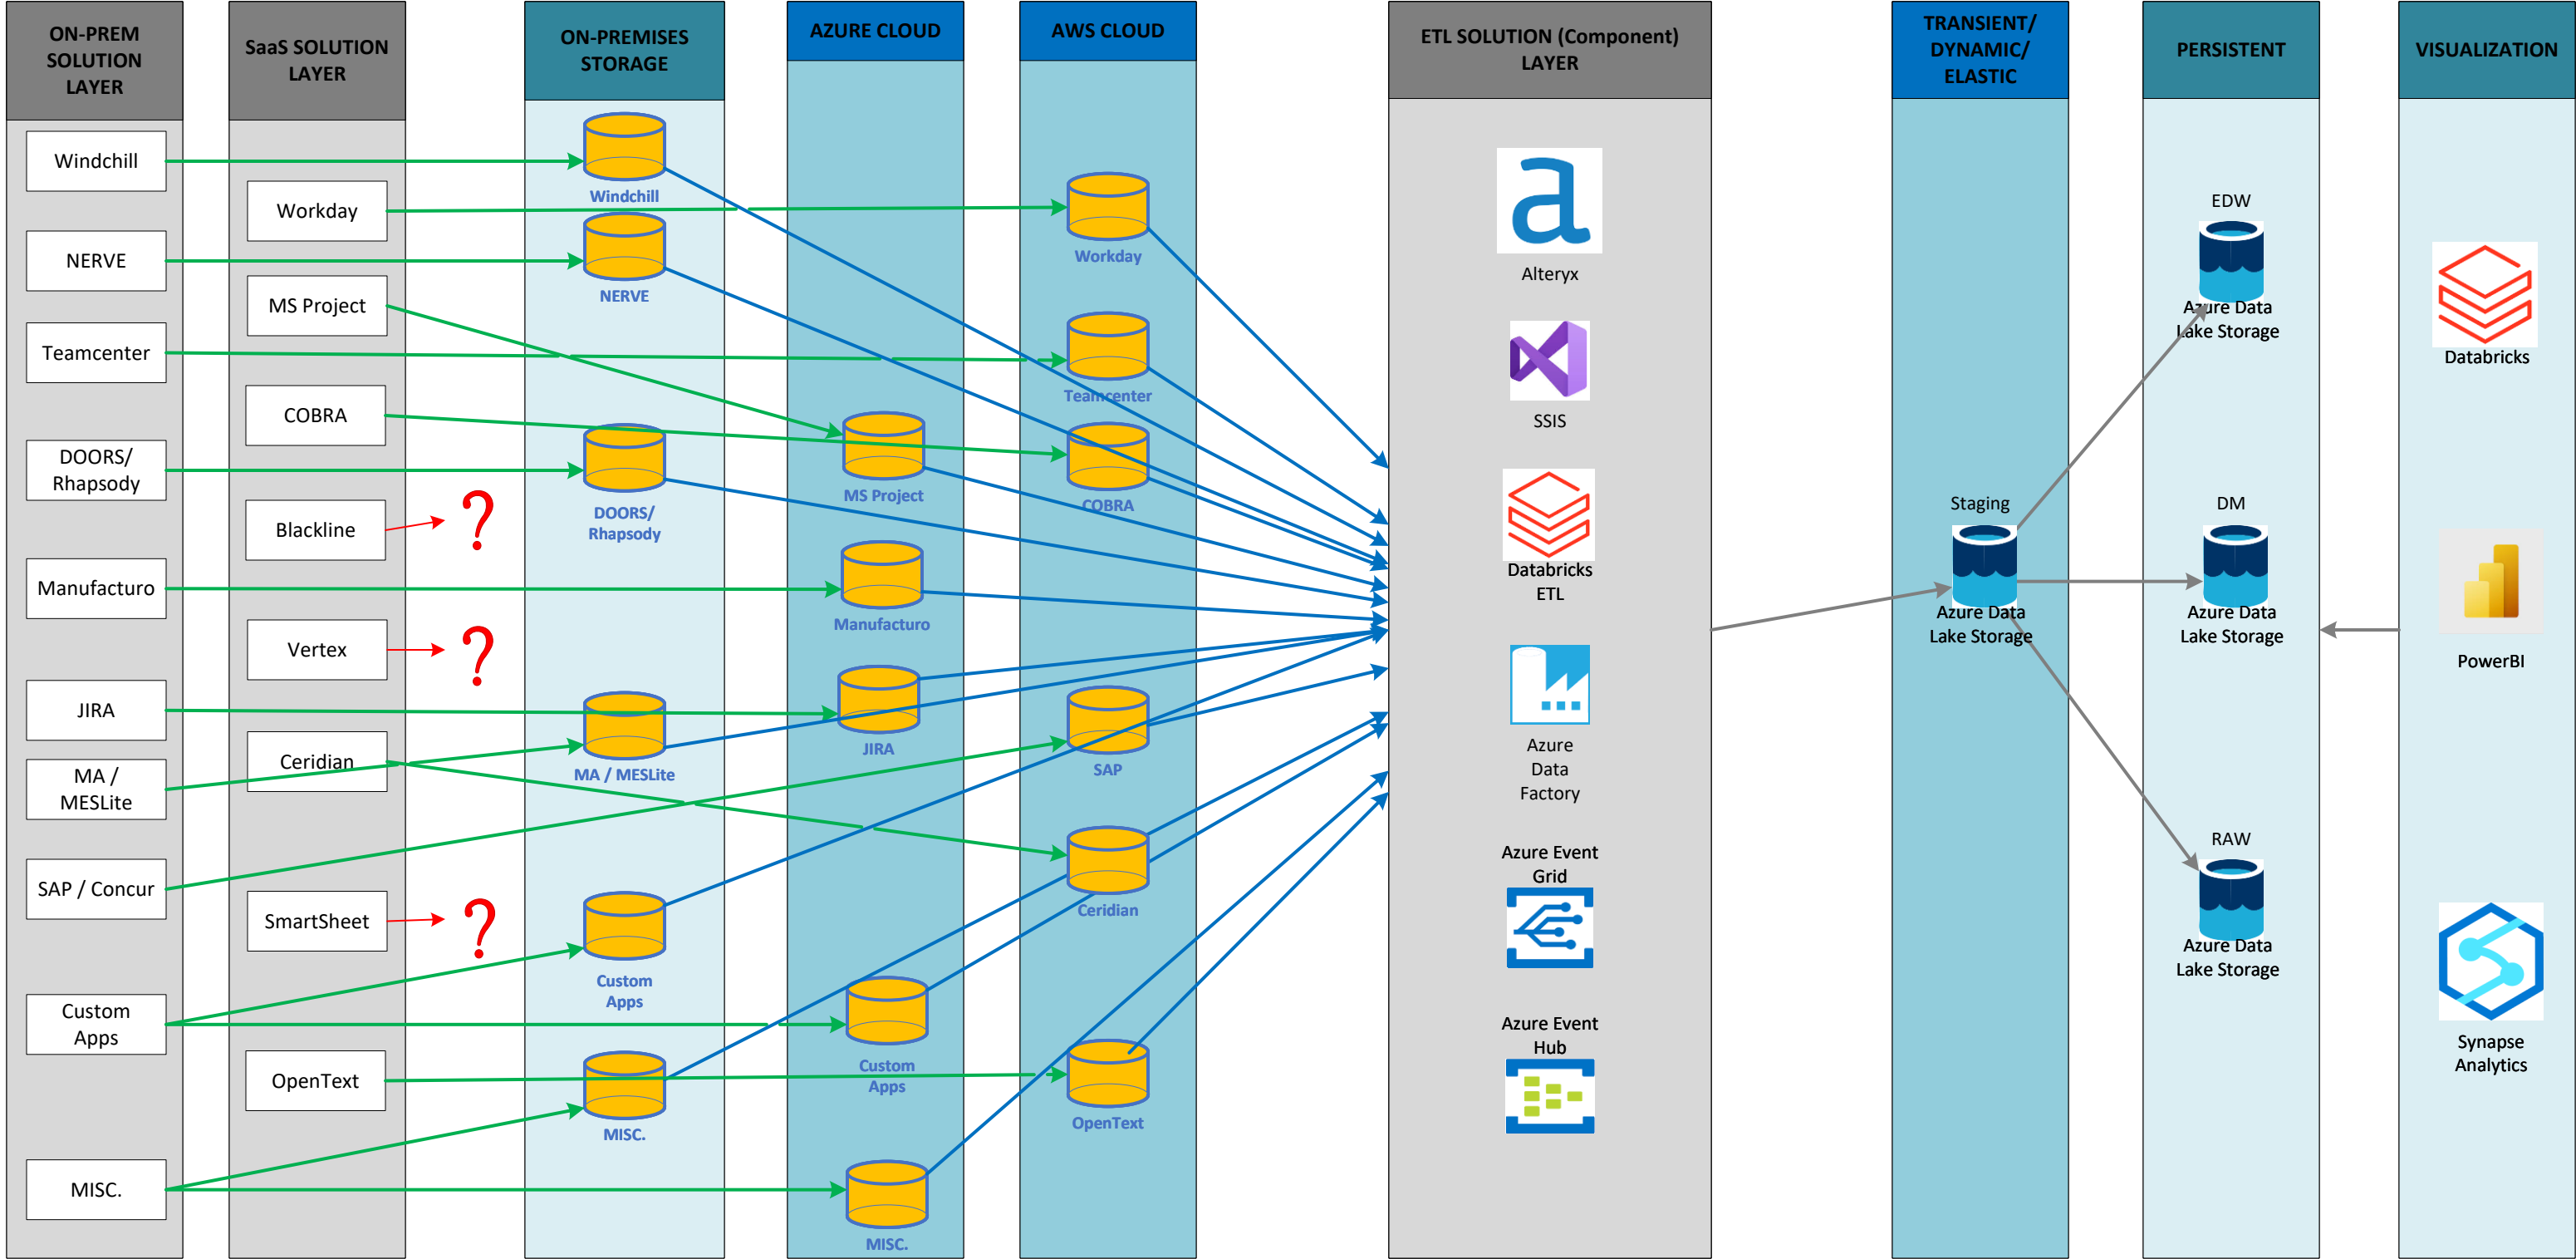 ON-PREM
SOLUTION
LAYER
Windchill
NERVE
Teamcenter
DOORS/
Rhapsody
Manufacturo
JIRA
MA /
MESLite
SAP / Concur
Custom
Apps
MISC.
SaaS SOLUTION
LAYER
Workday
MS Project
COBRA
Blackline
?
Vertex
?
Ceridian
SmartSheet
?
OpenText
ON-PREMISES
STORAGE
Windchill
NERVE
DOORS/
Rhapsody
MA / MESLite
Custom
Apps
MISC.
AZURE CLOUD
MS Project
Manufacturo
JIRA
Custom
Apps
MISC.
AWS CLOUD
Workday
Teamcenter
COBRA
SAP
Ceridian
OpenText
ETL SOLUTION (Component)
LAYER
a
Alteryx
SSIS
Databricks
ETL
Azure
Data
Factory
Azure Event
Grid
Azure Event
Hub
TRANSIENT/
DYNAMIC/
ELASTIC
Staging
Azure Data
Lake Storage
PERSISTENT
EDW
Azure Data
Lake Storage
DM
Azure Data
Lake Storage
RAW
Azure Data
Lake Storage
VISUALIZATION
Databricks
PowerBI
Synapse
Analytics